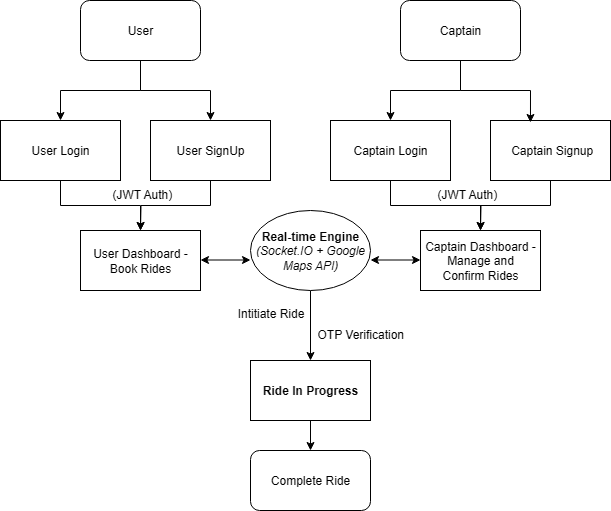 User
Captain
User Login
User SignUp
Captain Login
Captain Signup
(JWT Auth)
(JWT Auth)
User Dashboard -
Book Rides
Real-time Engine
(Socket.IO + Google
Maps API)
Captain Dashboard -
Manage and
Confirm Rides
Intitiate Ride
OTP Verification
Ride In Progress
Complete Ride